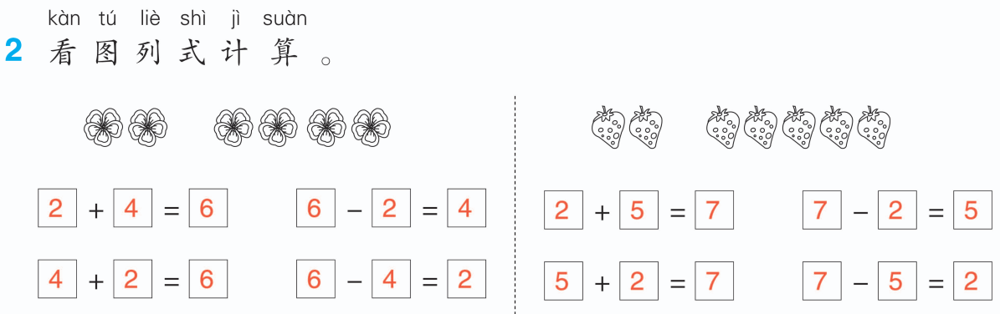 kàn tú liè shì jì suàn
2 看图列式计算。
2 + 4 = 6
6 − 2 = 4
4 + 2 = 6
6 − 4 = 2
2 + 5 = 7
7 − 2 = 5
5 + 2 = 7
7 − 5 = 2